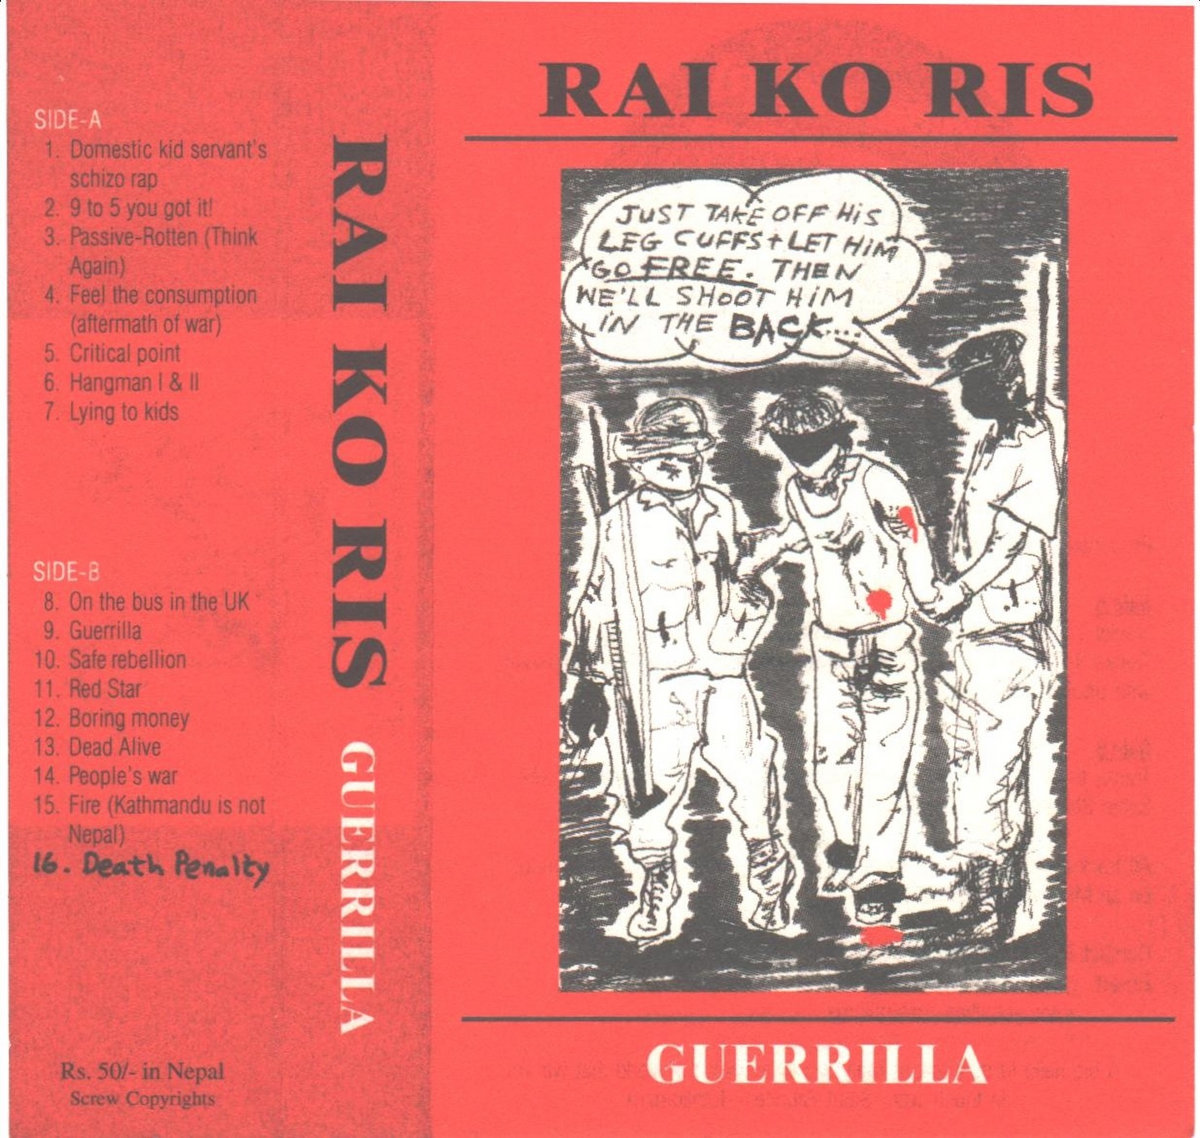 SIDE-A
1. Domestic kid servant's
schizo rap
2. 9 to 5 you got it!
3. Passive-Rotten (Think
Again)
4. Feel the consumption
(aftermath of war)
5. Critical point
6. Hangman I & II
7. Lying to kids
SIDE-B
8. On the bus in the UK
9. Guerrilla
10. Safe rebellion
11. Red Star
12. Boring money
13. Dead Alive
14. People's war
15. Fire (Kathmandu is not
Nepal)
16. Death Penalty
Rs. 50/- in Nepal
Screw Copyrights
RAI KO RIS GUERRILLA
RAI KO RIS
JUST TAKE OFF HiS
LEG CUFFS + LET HiM
GO FREE. THEN
WE'LL SHOOT HiM
iN THE BACK...
GUERRILLA